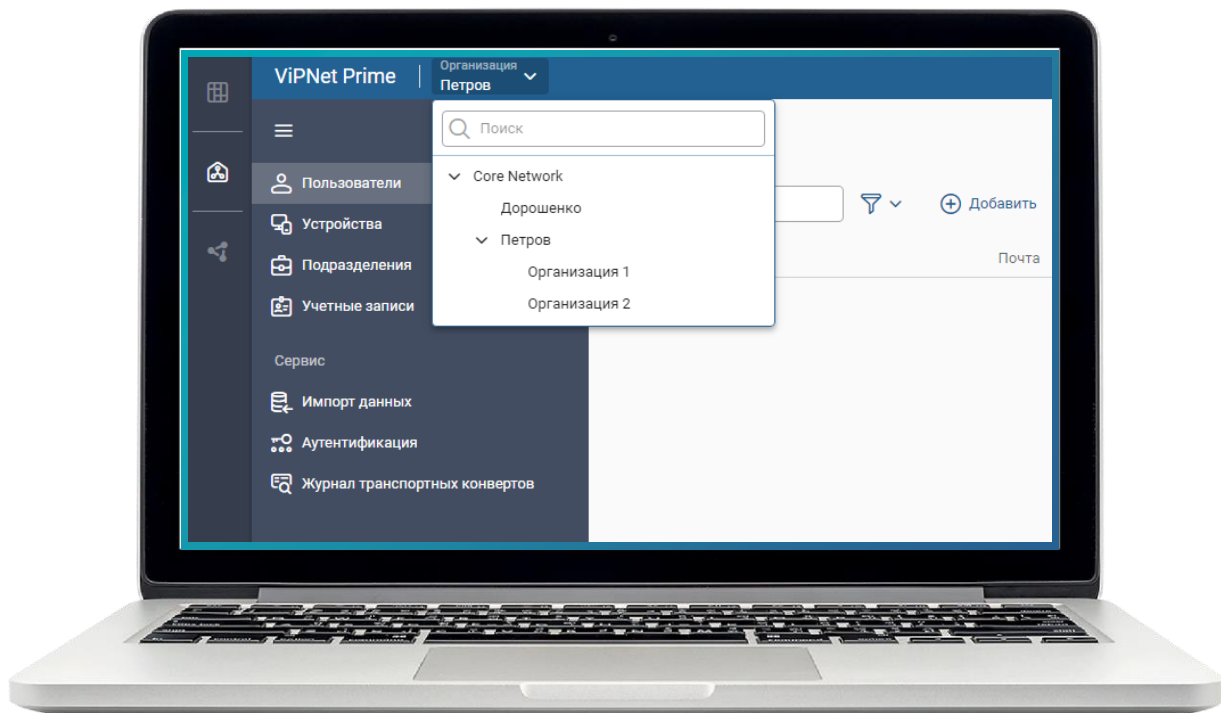 ViPNet Prime
Организация
Петров
Поиск
Пользователи
Core Network
Дорошенко
Устройства
Добавить
Петров
Подразделения
Организация 1
Почта
Учетные записи
Организация 2
Сервис
Импорт данных
Аутентификация
Журнал транспортных конвертов